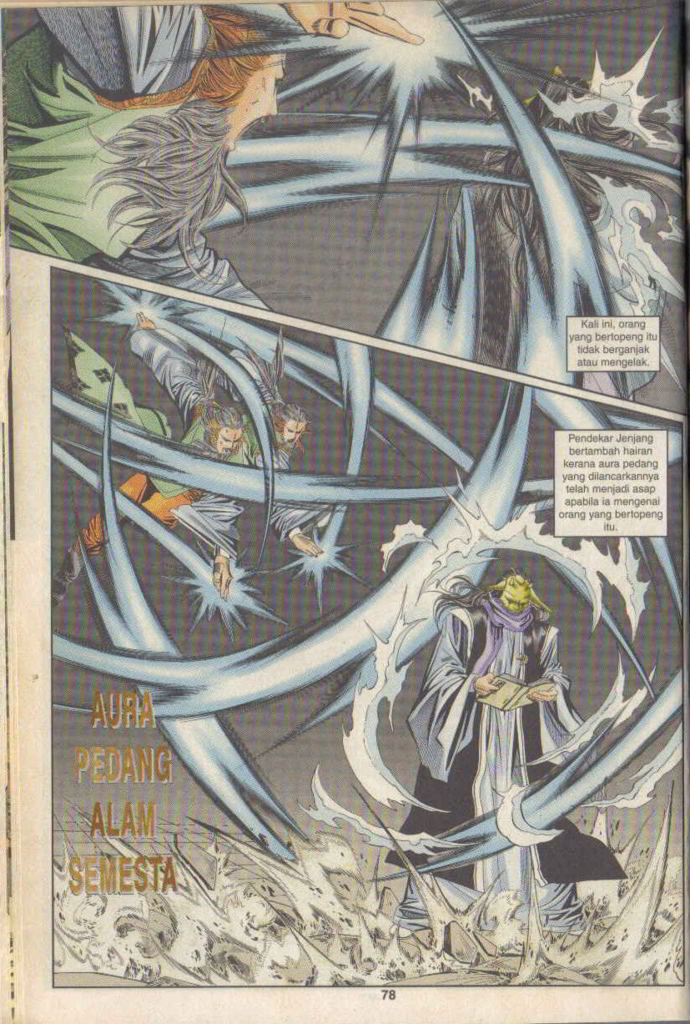 Kali ini, orang
yang bertopeng itu
tidak berganjak
atau mengelak.
Pendekar Jenjang
bertambah hairan
kerana aura pedang
yang dilancarkannya
telah menjadi asap
apabila ia mengenai
orang yang bertopeng
itu.
AURA
PEDANG
ALAM
SEMESTA
78